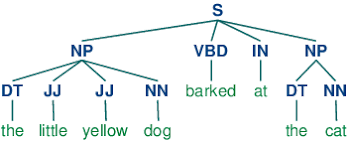 S
NP VBD IN NP
DT JJ JJ NN barked at DT NN
the little yellow dog the cat